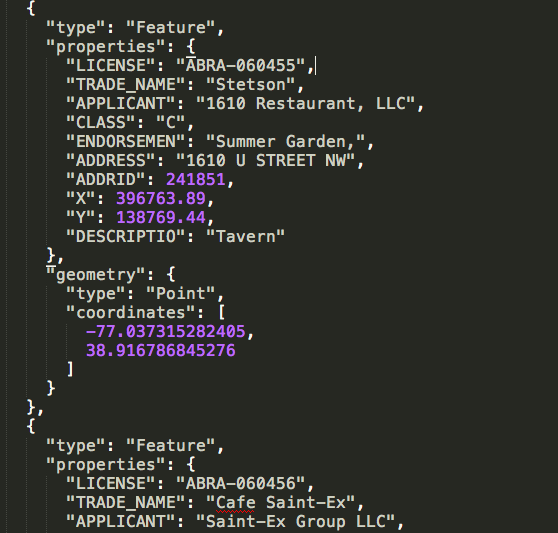 {
"type": "Feature",
"properties": {
"LICENSE": "ABRA-060455",
"TRADE_NAME": "Stetson",
"APPLICANT": "1610 Restaurant, LLC",
"CLASS": "C",
"ENDORSEMEN": "Summer Garden,",
"ADDRESS": "1610 U STREET NW",
"ADDRID": 241851,
"X": 396763.89,
"Y": 138769.44,
"DESCRIPTIO": "Tavern"
},
"geometry": {
"type": "Point",
"coordinates": [
-77.037315282405,
38.916786845276
]
}
},
{
"type": "Feature",
"properties": {
"LICENSE": "ABRA-060456",
"TRADE_NAME": "Cafe Saint-Ex",
"APPLICANT": "Saint-Ex Group LLC",